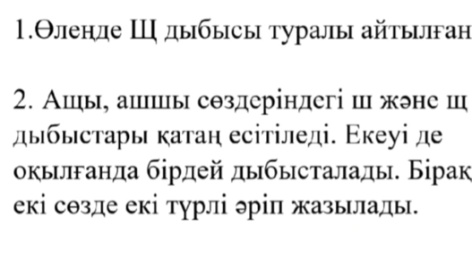 1.Өлеңде Щ дыбысы туралы айтылған
2. Ащы, ашшы сөздеріндегі ш және щ
дыбыстары қатаң есітіледі. Екеуі де
оқылғанда бірдей дыбысталады. Бірақ
екі сөзде екі түрлі әріп жазылады.